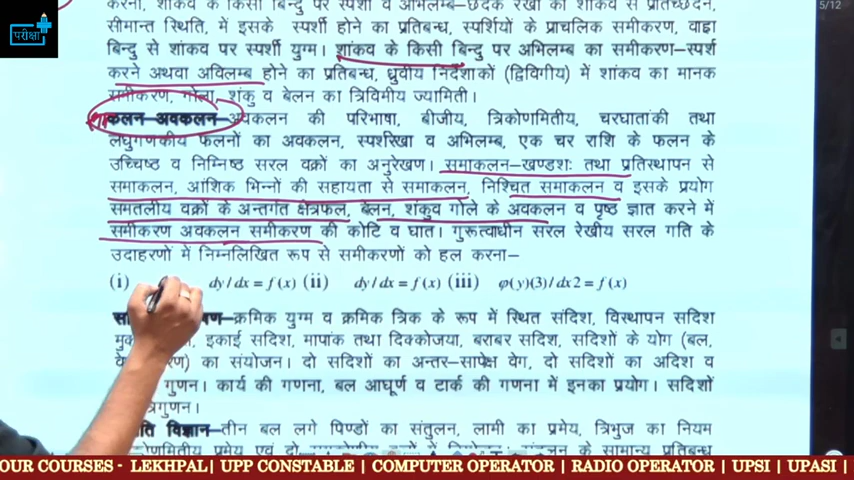 परीक्षा
5/12
करना, शांकव के किसी बिन्दु पर स्पर्शी व अभिलम्ब-छेदक रेखा की शांकव से प्रतिच्छेदन,
सीमान्त स्थिति, में इसके स्पर्शी होने का प्रतिबन्ध, स्पर्शियों के प्राचलिक समीकरण, वाह्य
बिन्दु से शांकव पर स्पर्शी युग्म। शांकव के किसी बिन्दु पर अभिलम्ब का समीकरण-स्पर्श
करने अथवा अविलम्ब होने का प्रतिबन्ध, ध्रुवीय निर्देशाकों (द्विविगीय) में शांकव का मानक
समीकरण, गोला, शंकु व बेलन का त्रिविमीय ज्यामिती।
कलन-अवकलन-अवकलन की परिभाषा, बीजीय, त्रिकोणमितीय, चरघातांकी तथा
लघुगणकीय फलनों का अवकलन, स्पर्शरेखा व अभिलम्ब, एक चर राशि के फलन के
उच्चिष्ठ व निम्निष्ठ सरल वक्रों का अनुरेखण। समाकलन-खण्डशः तथा प्रतिस्थापन से
समाकलन, आंशिक भिन्नों की सहायता से समाकलन, निश्चित समाकलन व इसके प्रयोग
समतलीय वक्रों के अन्तर्गत क्षेत्रफल, बेलन, शंकुव गोले के अवकलन व पृष्ठ ज्ञात करने में
समीकरण अवकलन समीकरण की कोटि व घात। गुरूत्वाधीन सरल रेखीय सरल गति के
उदाहरणों में निम्नलिखित रूप से समीकरणों को हल करना-
(i) dy/dx = f(x) (ii) dy/dx = f(x) (iii) φ(y)(3)/dx2 = f(x)
-क्रमिक युग्म व क्रमिक त्रिक के रूप में स्थित संदिश, विस्थापन सदिश
इकाई सदिश, मापांक तथा दिक्कोजया, बराबर सदिश, सदिशों के योग (बल,
का संयोजन। दो सदिशों का अन्तर-सापेक्ष वेग, दो सदिशों का अदिश व
गुणन। कार्य की गणना, बल आघूर्ण व टार्क की गणना में इनका प्रयोग। सदिशों
त्रगुणन।
विज्ञान-तीन बल लगे पिण्डों का संतुलन, लामी का प्रमेय, त्रिभुज का नियम
प्रमेय एवं दो के सामान्य प्रतिबन्ध
OUR COURSES - LEKHPAL| UPP CONSTABLE | COMPUTER OPERATOR | RADIO OPERATOR | UPSI | UPASI |